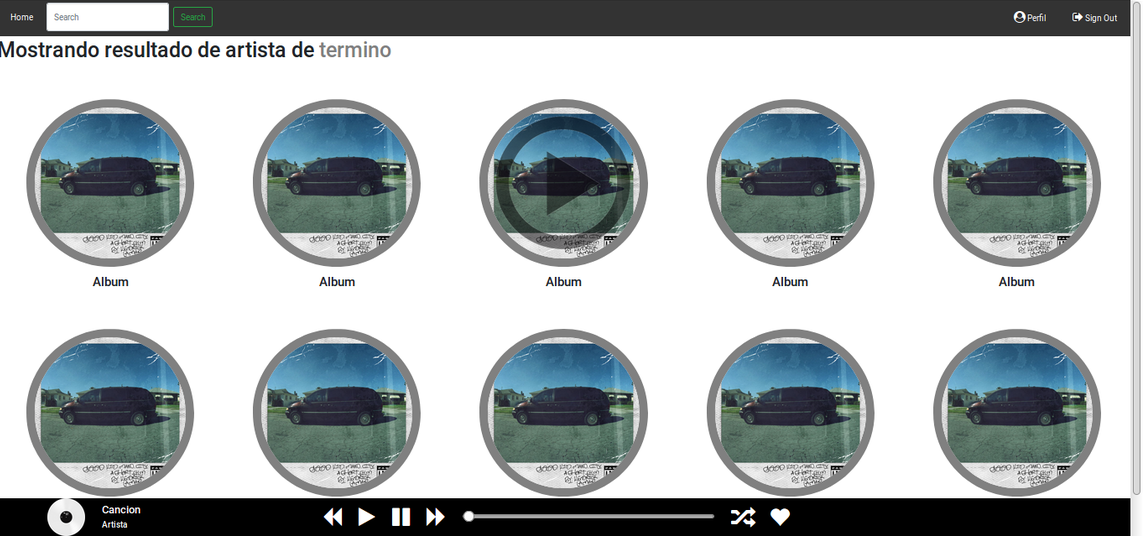 Home Search Search Perfil Sign Out
Mostrando resultado de artista de termino
Album Album Album Album Album
Cancion
Artista